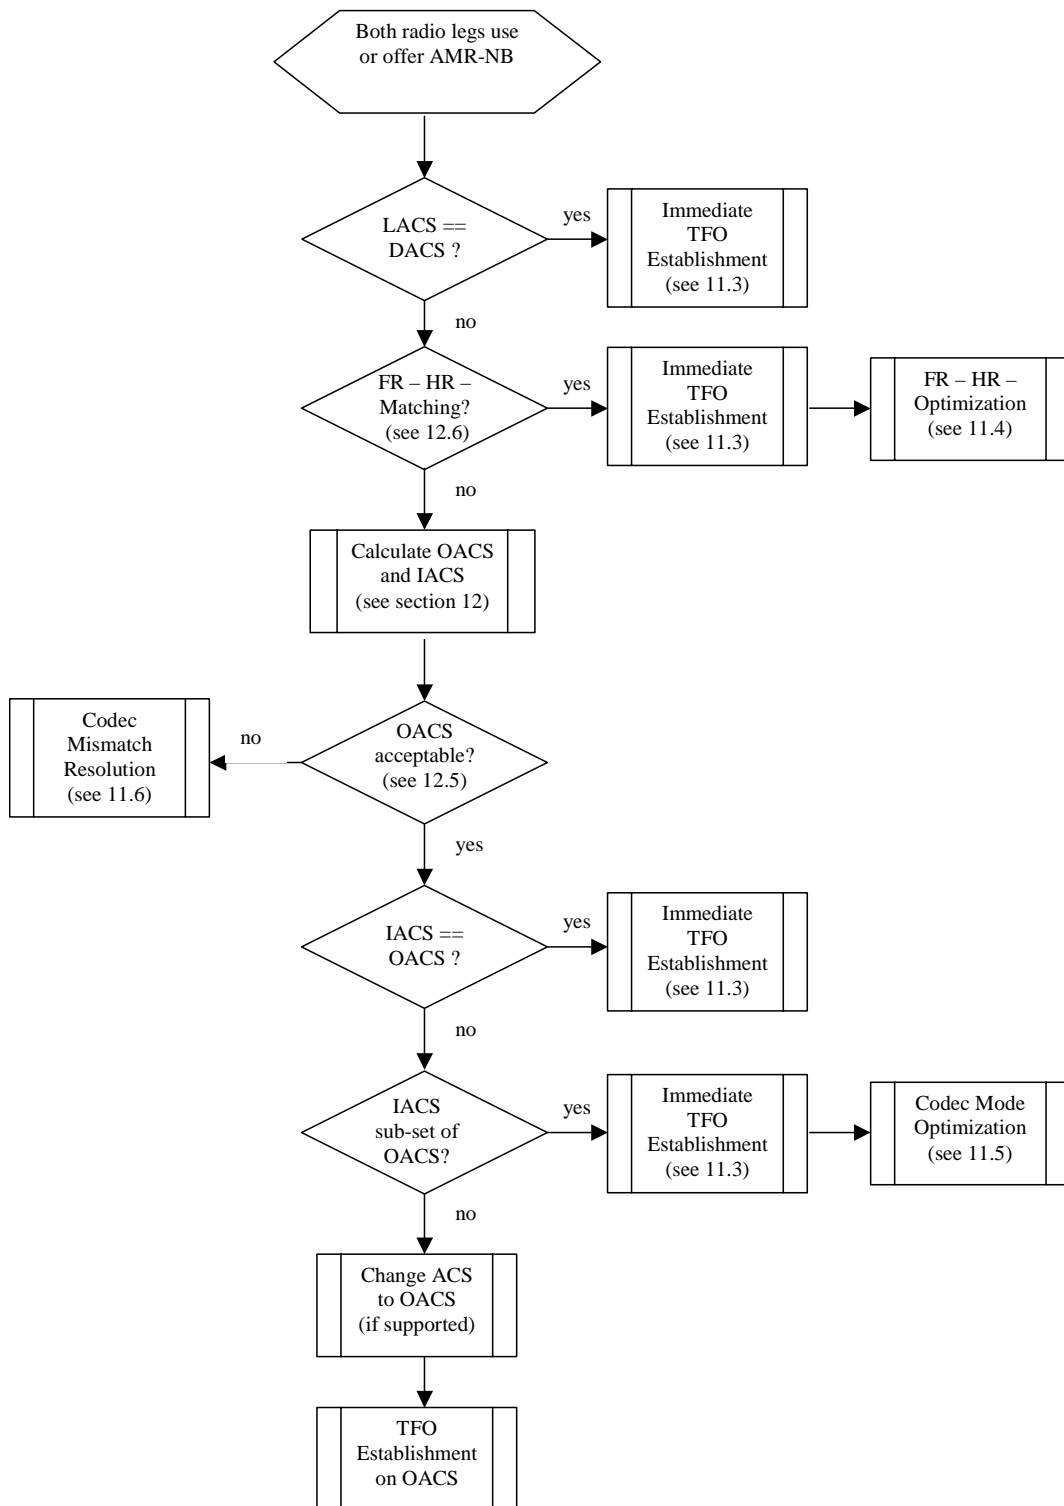 Both radio legs use
or offer AMR-NB
LACS ==
DACS ?
yes
Immediate
TFO
Establishment
(see 11.3)
no
FR – HR –
Matching?
(see 12.6)
yes
Immediate
TFO
Establishment
(see 11.3)
FR – HR –
Optimization
(see 11.4)
no
Calculate OACS
and IACS
(see section 12)
OACS
acceptable?
(see 12.5)
no
Codec
Mismatch
Resolution
(see 11.6)
yes
IACS ==
OACS ?
yes
Immediate
TFO
Establishment
(see 11.3)
no
IACS
sub-set of
OACS?
yes
Immediate
TFO
Establishment
(see 11.3)
Codec Mode
Optimization
(see 11.5)
no
Change ACS
to OACS
(if supported)
TFO
Establishment
on OACS